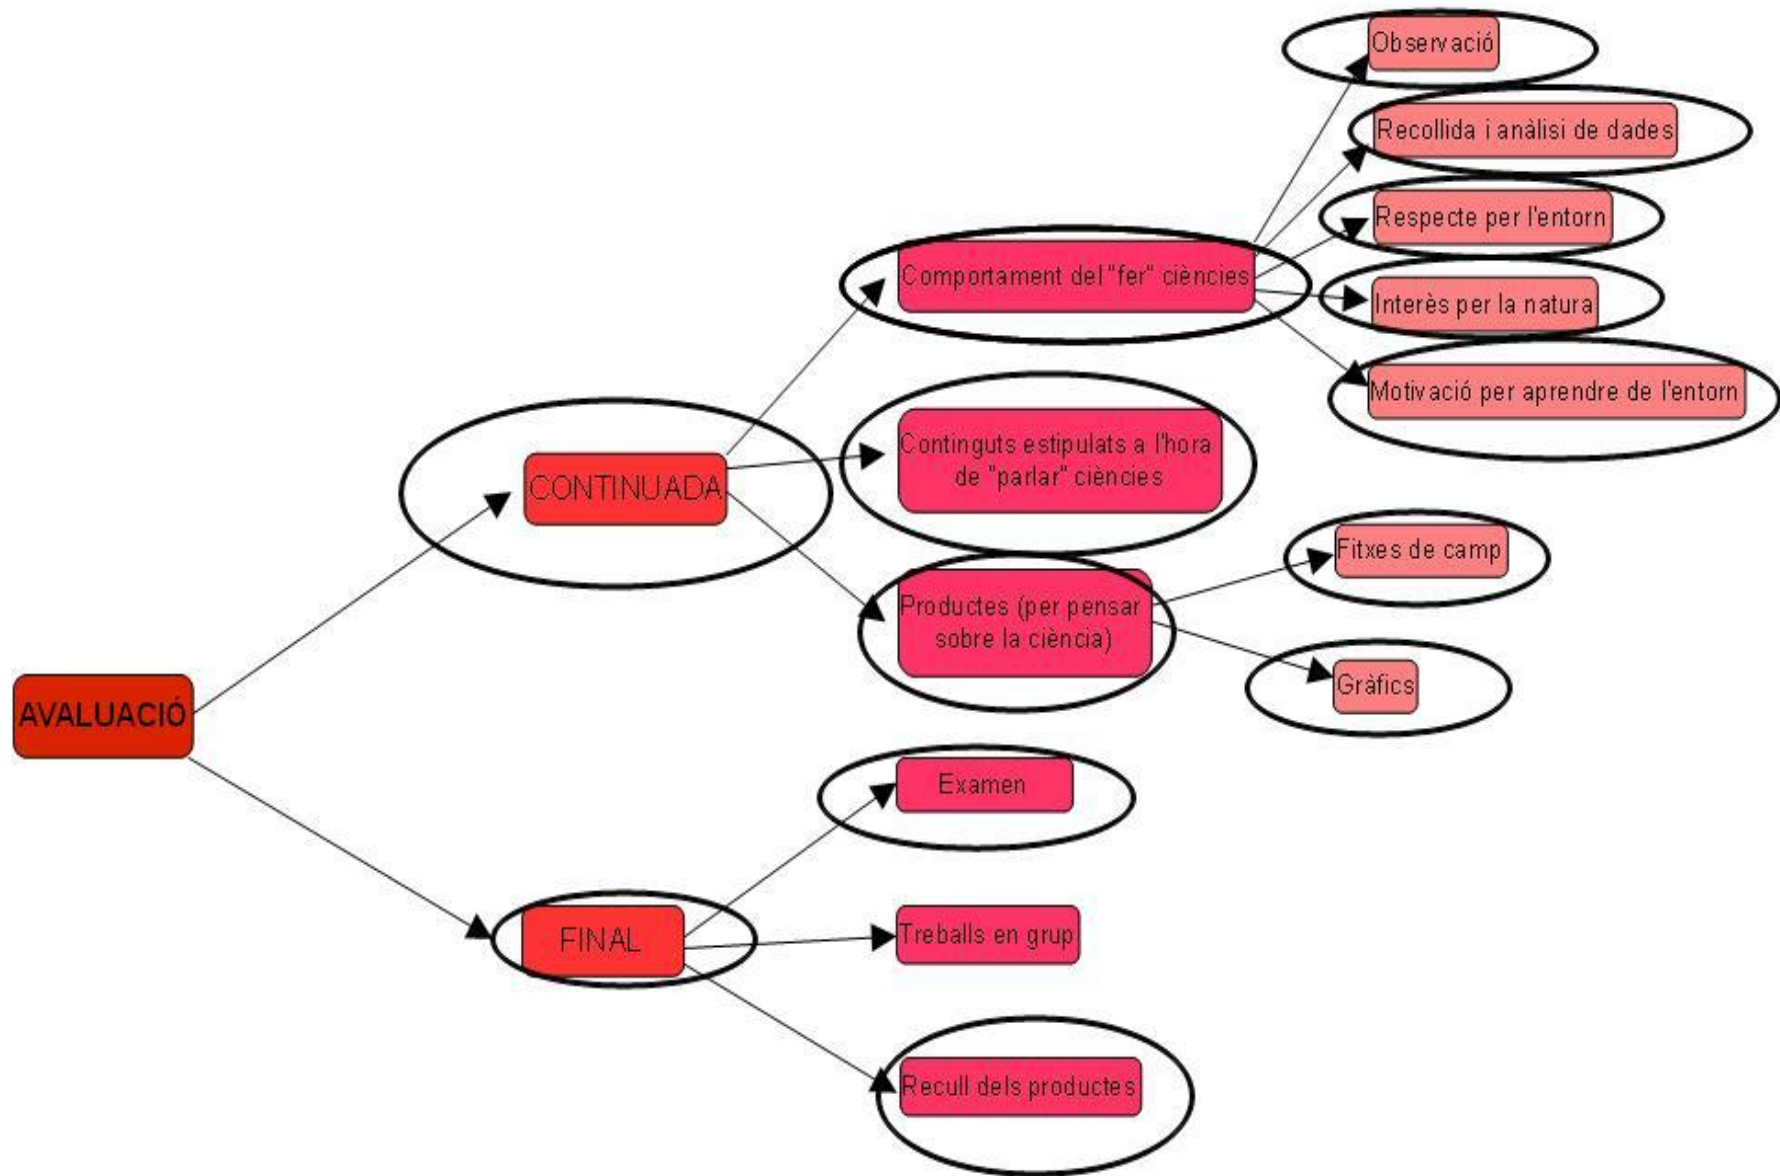 Observació
Recollida i anàlisi de dades
Respecte per l'entorn
Comportament del "fer" ciències
Interès per la natura
Motivació per aprendre de l'entorn
Continguts estipulats a l'hora
de "parlar" ciències
CONTINUADA
Fitxes de camp
Productes (per pensar
sobre la ciència)
Gràfics
AVALUACIÓ
Examen
FINAL
Treballs en grup
Recull dels productes